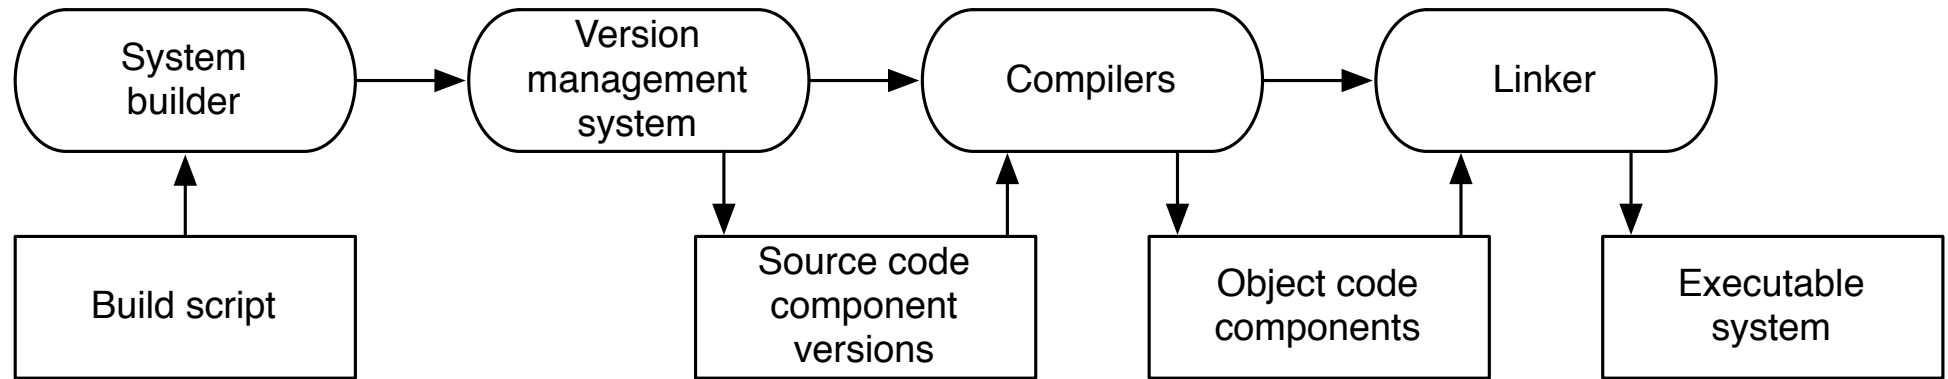 System
builder
Version
management
system
Compilers
Linker
Build script
Source code
component
versions
Object code
components
Executable
system